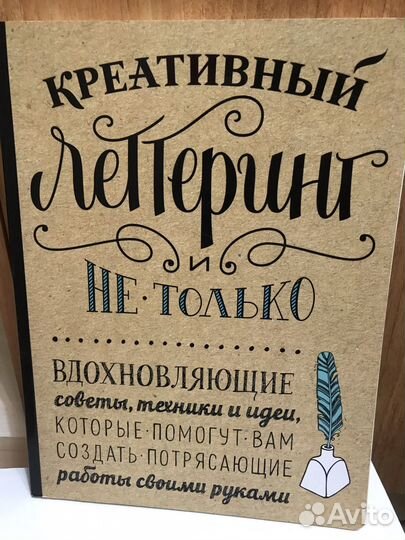 КРЕАТИВНЫЙ
леттеринг
и
НЕ·ТОЛЬКО
ВДОХНОВЛЯЮЩИЕ
советы, техники и идеи,
КОТОРЫЕ·ПОМОГУТ·ВАМ
СОЗДАТЬ·ПОТРЯСАЮЩИЕ
работы своими руками
Avito